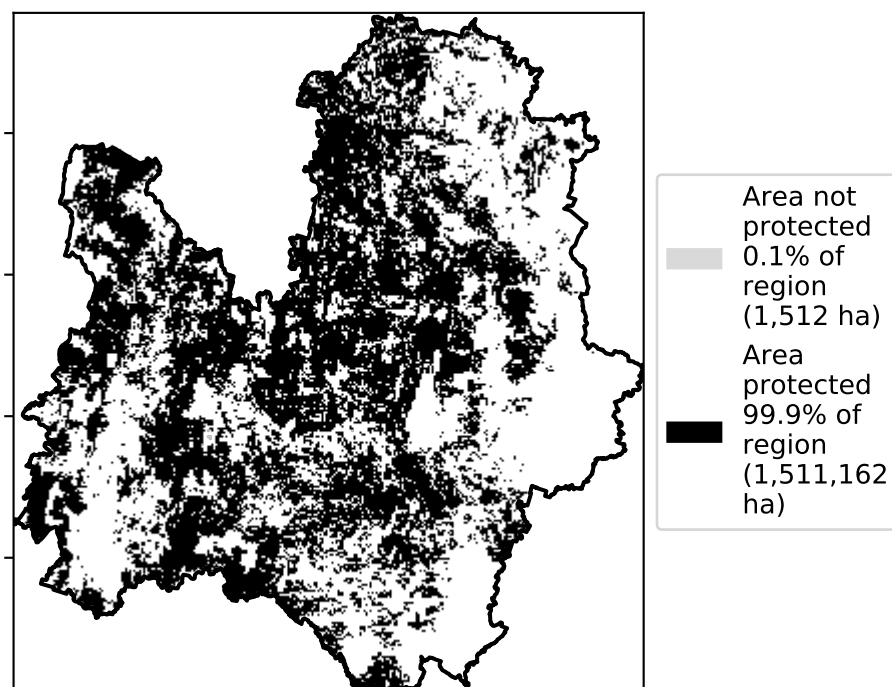 Area not
protected
0.1% of
region
(1,512 ha)
Area
protected
99.9% of
region
(1,511,162
ha)